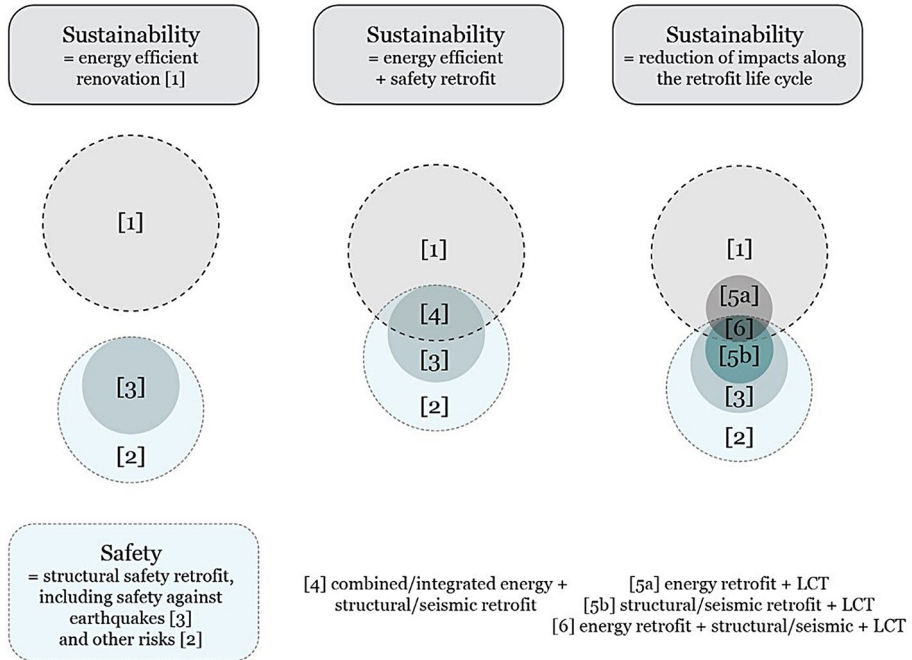 Sustainability
= energy efficient
renovation [1]
Sustainability
= energy efficient
+ safety retrofit
Sustainability
= reduction of impacts along
the retrofit life cycle
[1]
[3]
[2]
[1]
[4]
[3]
[2]
[1]
[5a]
[6]
[5b]
[3]
[2]
Safety
= structural safety retrofit,
including safety against
earthquakes [3]
and other risks [2]
[4] combined/integrated energy +
structural/seismic retrofit
[5a] energy retrofit + LCT
[5b] structural/seismic retrofit + LCT
[6] energy retrofit + structural/seismic + LCT